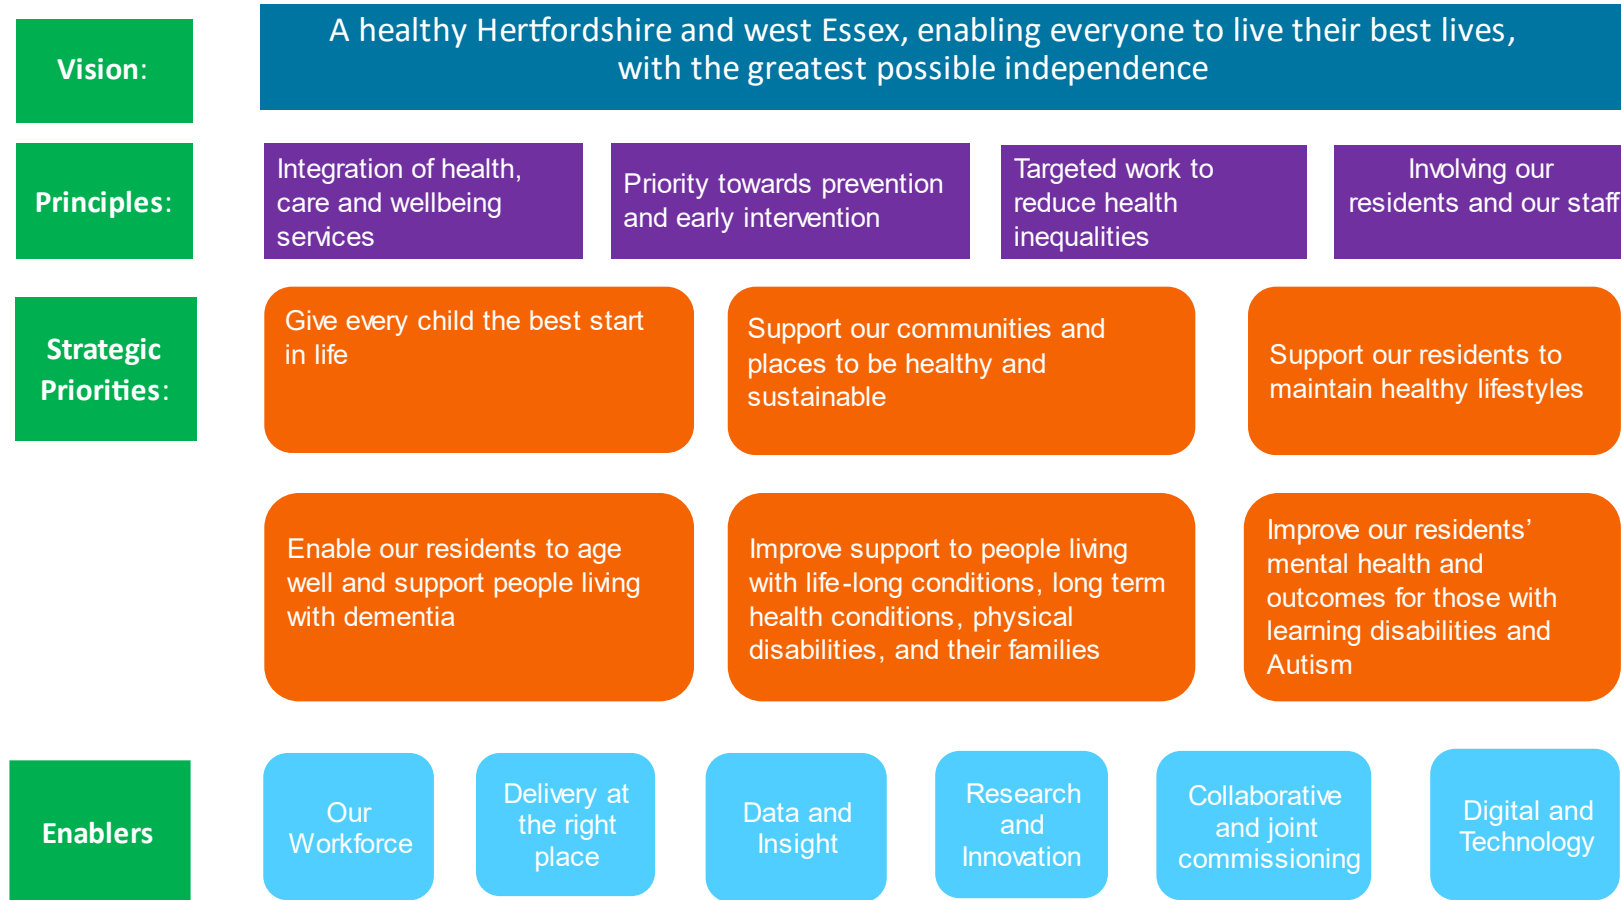 Vision:
A healthy Hertfordshire and west Essex, enabling everyone to live their best lives,
with the greatest possible independence
Principles:
Integration of health,
care and wellbeing
services
Priority towards prevention
and early intervention
Targeted work to
reduce health
inequalities
Involving our
residents and our staff
Strategic
Priorities:
Give every child the best start
in life
Support our communities and
places to be healthy and
sustainable
Support our residents to
maintain healthy lifestyles
Enable our residents to age
well and support people living
with dementia
Improve support to people living
with life-long conditions, long term
health conditions, physical
disabilities, and their families
Improve our residents’
mental health and
outcomes for those with
learning disabilities and
Autism
Enablers
Our
Workforce
Delivery at
the right
place
Data and
Insight
Research
and
Innovation
Collaborative
and joint
commissioning
Digital and
Technology